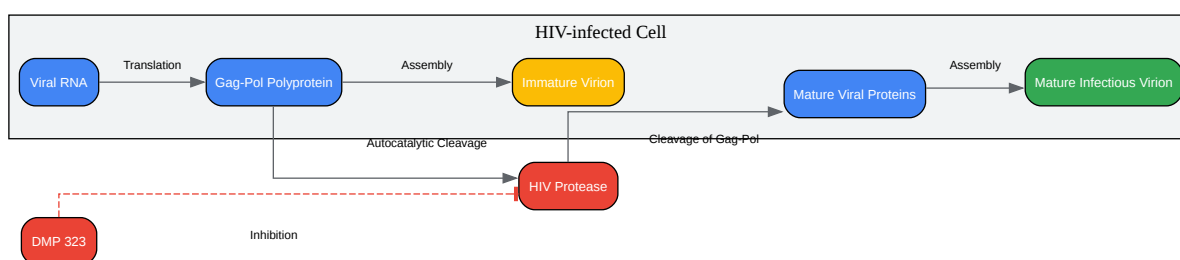 HIV-infected Cell
Viral RNA
Translation
Gag-Pol Polyprotein
Assembly
Immature Virion
Mature Viral Proteins
Assembly
Mature Infectious Virion
Autocatalytic Cleavage
Cleavage of Gag-Pol
HIV Protease
DMP 323
Inhibition